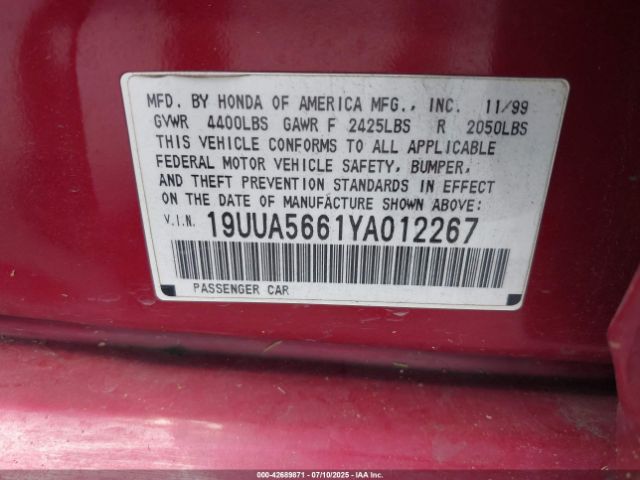 MFD. BY HONDA OF AMERICA MFG., INC. 11/99
GVWR 4400LBS GAWR F 2425LBS R 2050LBS
THIS VEHICLE CONFORMS TO ALL APPLICABLE
FEDERAL MOTOR VEHICLE SAFETY, BUMPER,
AND THEFT PREVENTION STANDARDS IN EFFECT
ON THE DATE OF MANUFACTURE SHOWN ABOVE:
V.I.N. 19UUA5661YA012267
PASSENGER CAR
000-42689871 - 07/10/2025 - IAA Inc.